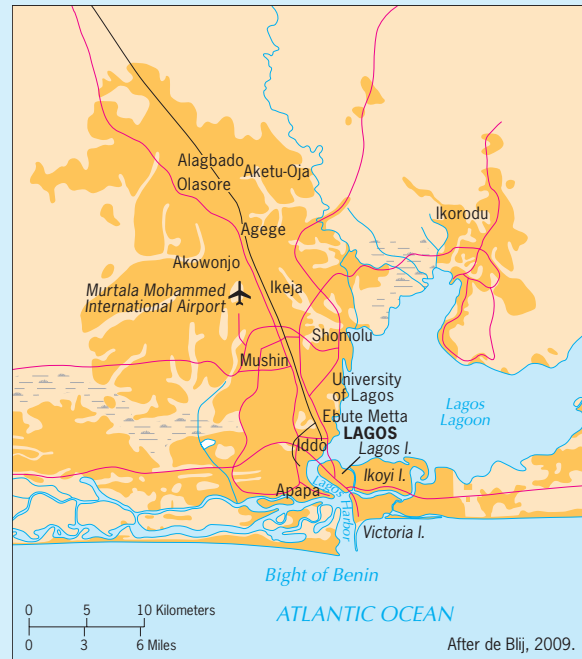 Alagbado
Aketu-Oja
Olasore
Ikorodu
Agege
Akowonjo
Murtala Mohammed
International Airport
Ikeja
Shomolu
Mushin
University
of Lagos
Lagos
Lagoon
Ebute Metta
LAGOS
Iddo
Lagos I.
Ikoyi I.
Apapa
Lagos Harbor
Victoria I.
Bight of Benin
ATLANTIC OCEAN
0 5 10 Kilometers
0 3 6 Miles
After de Blij, 2009.